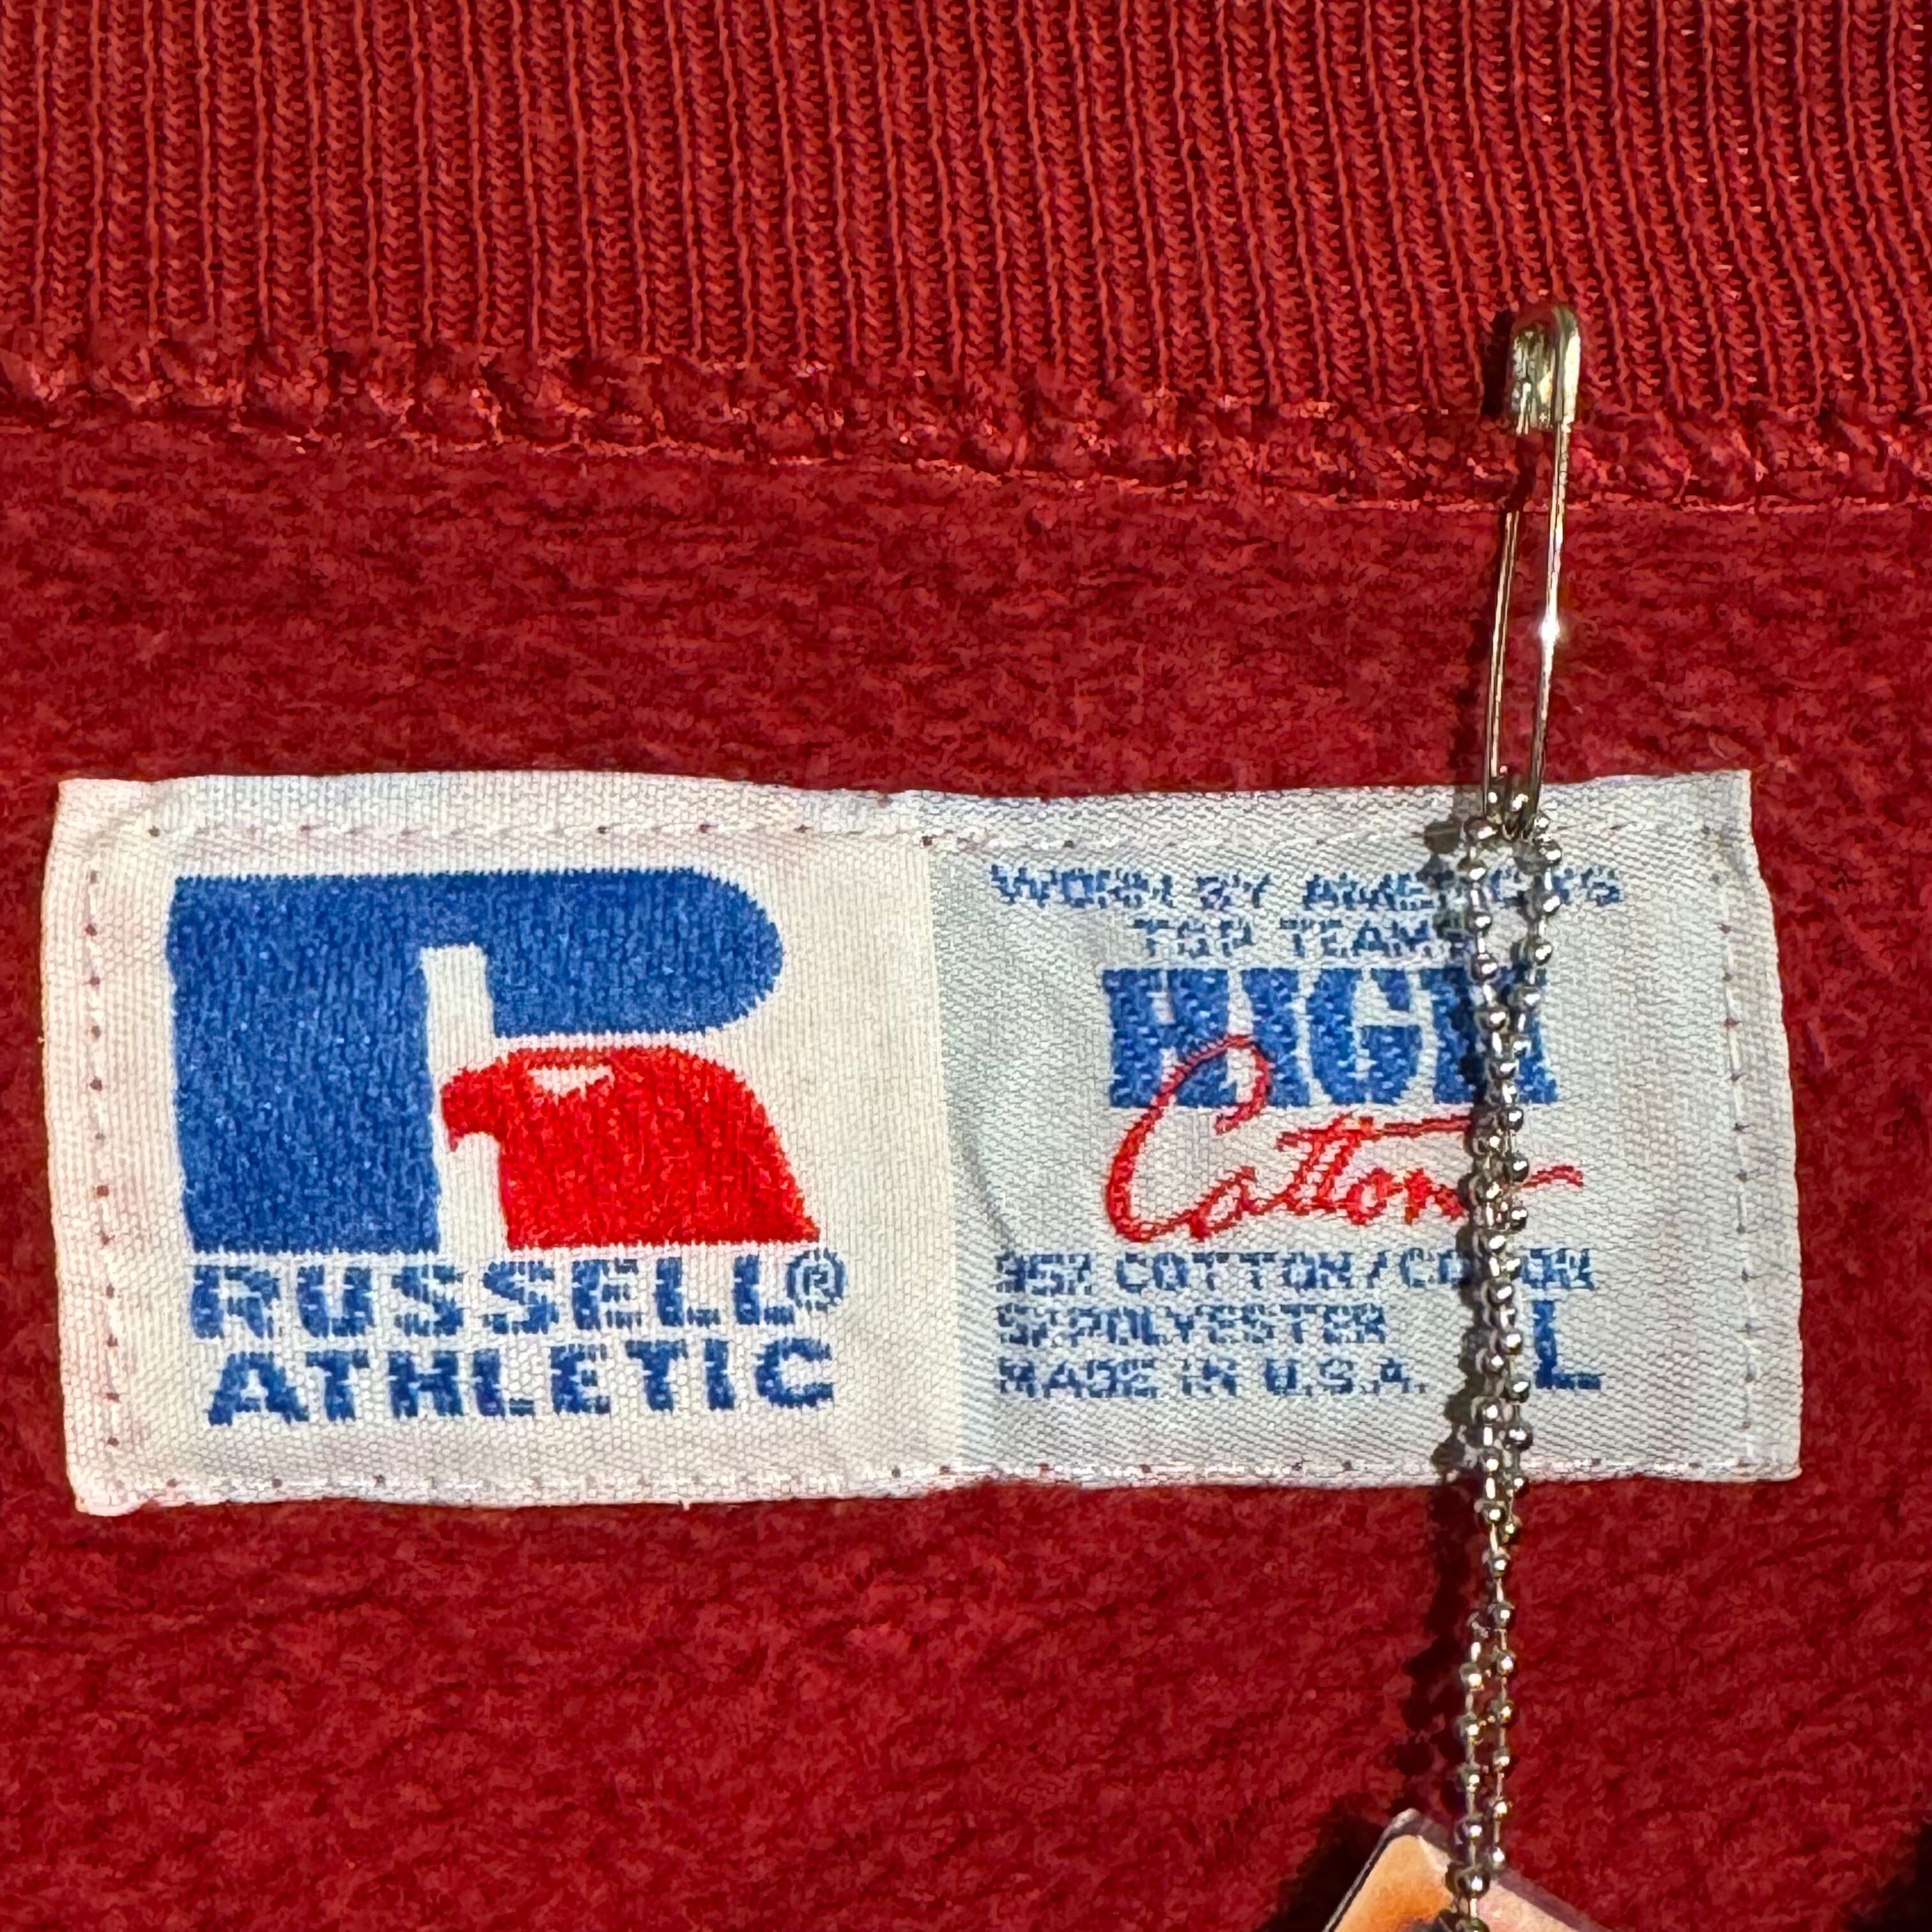 RUSSELL®
ATHLETIC
WORN BY AMERICA'S
TOP TEAMS
HIGH
Cotton
95% COTTON/COTON
5% POLYESTER
MADE IN U.S.A.
L